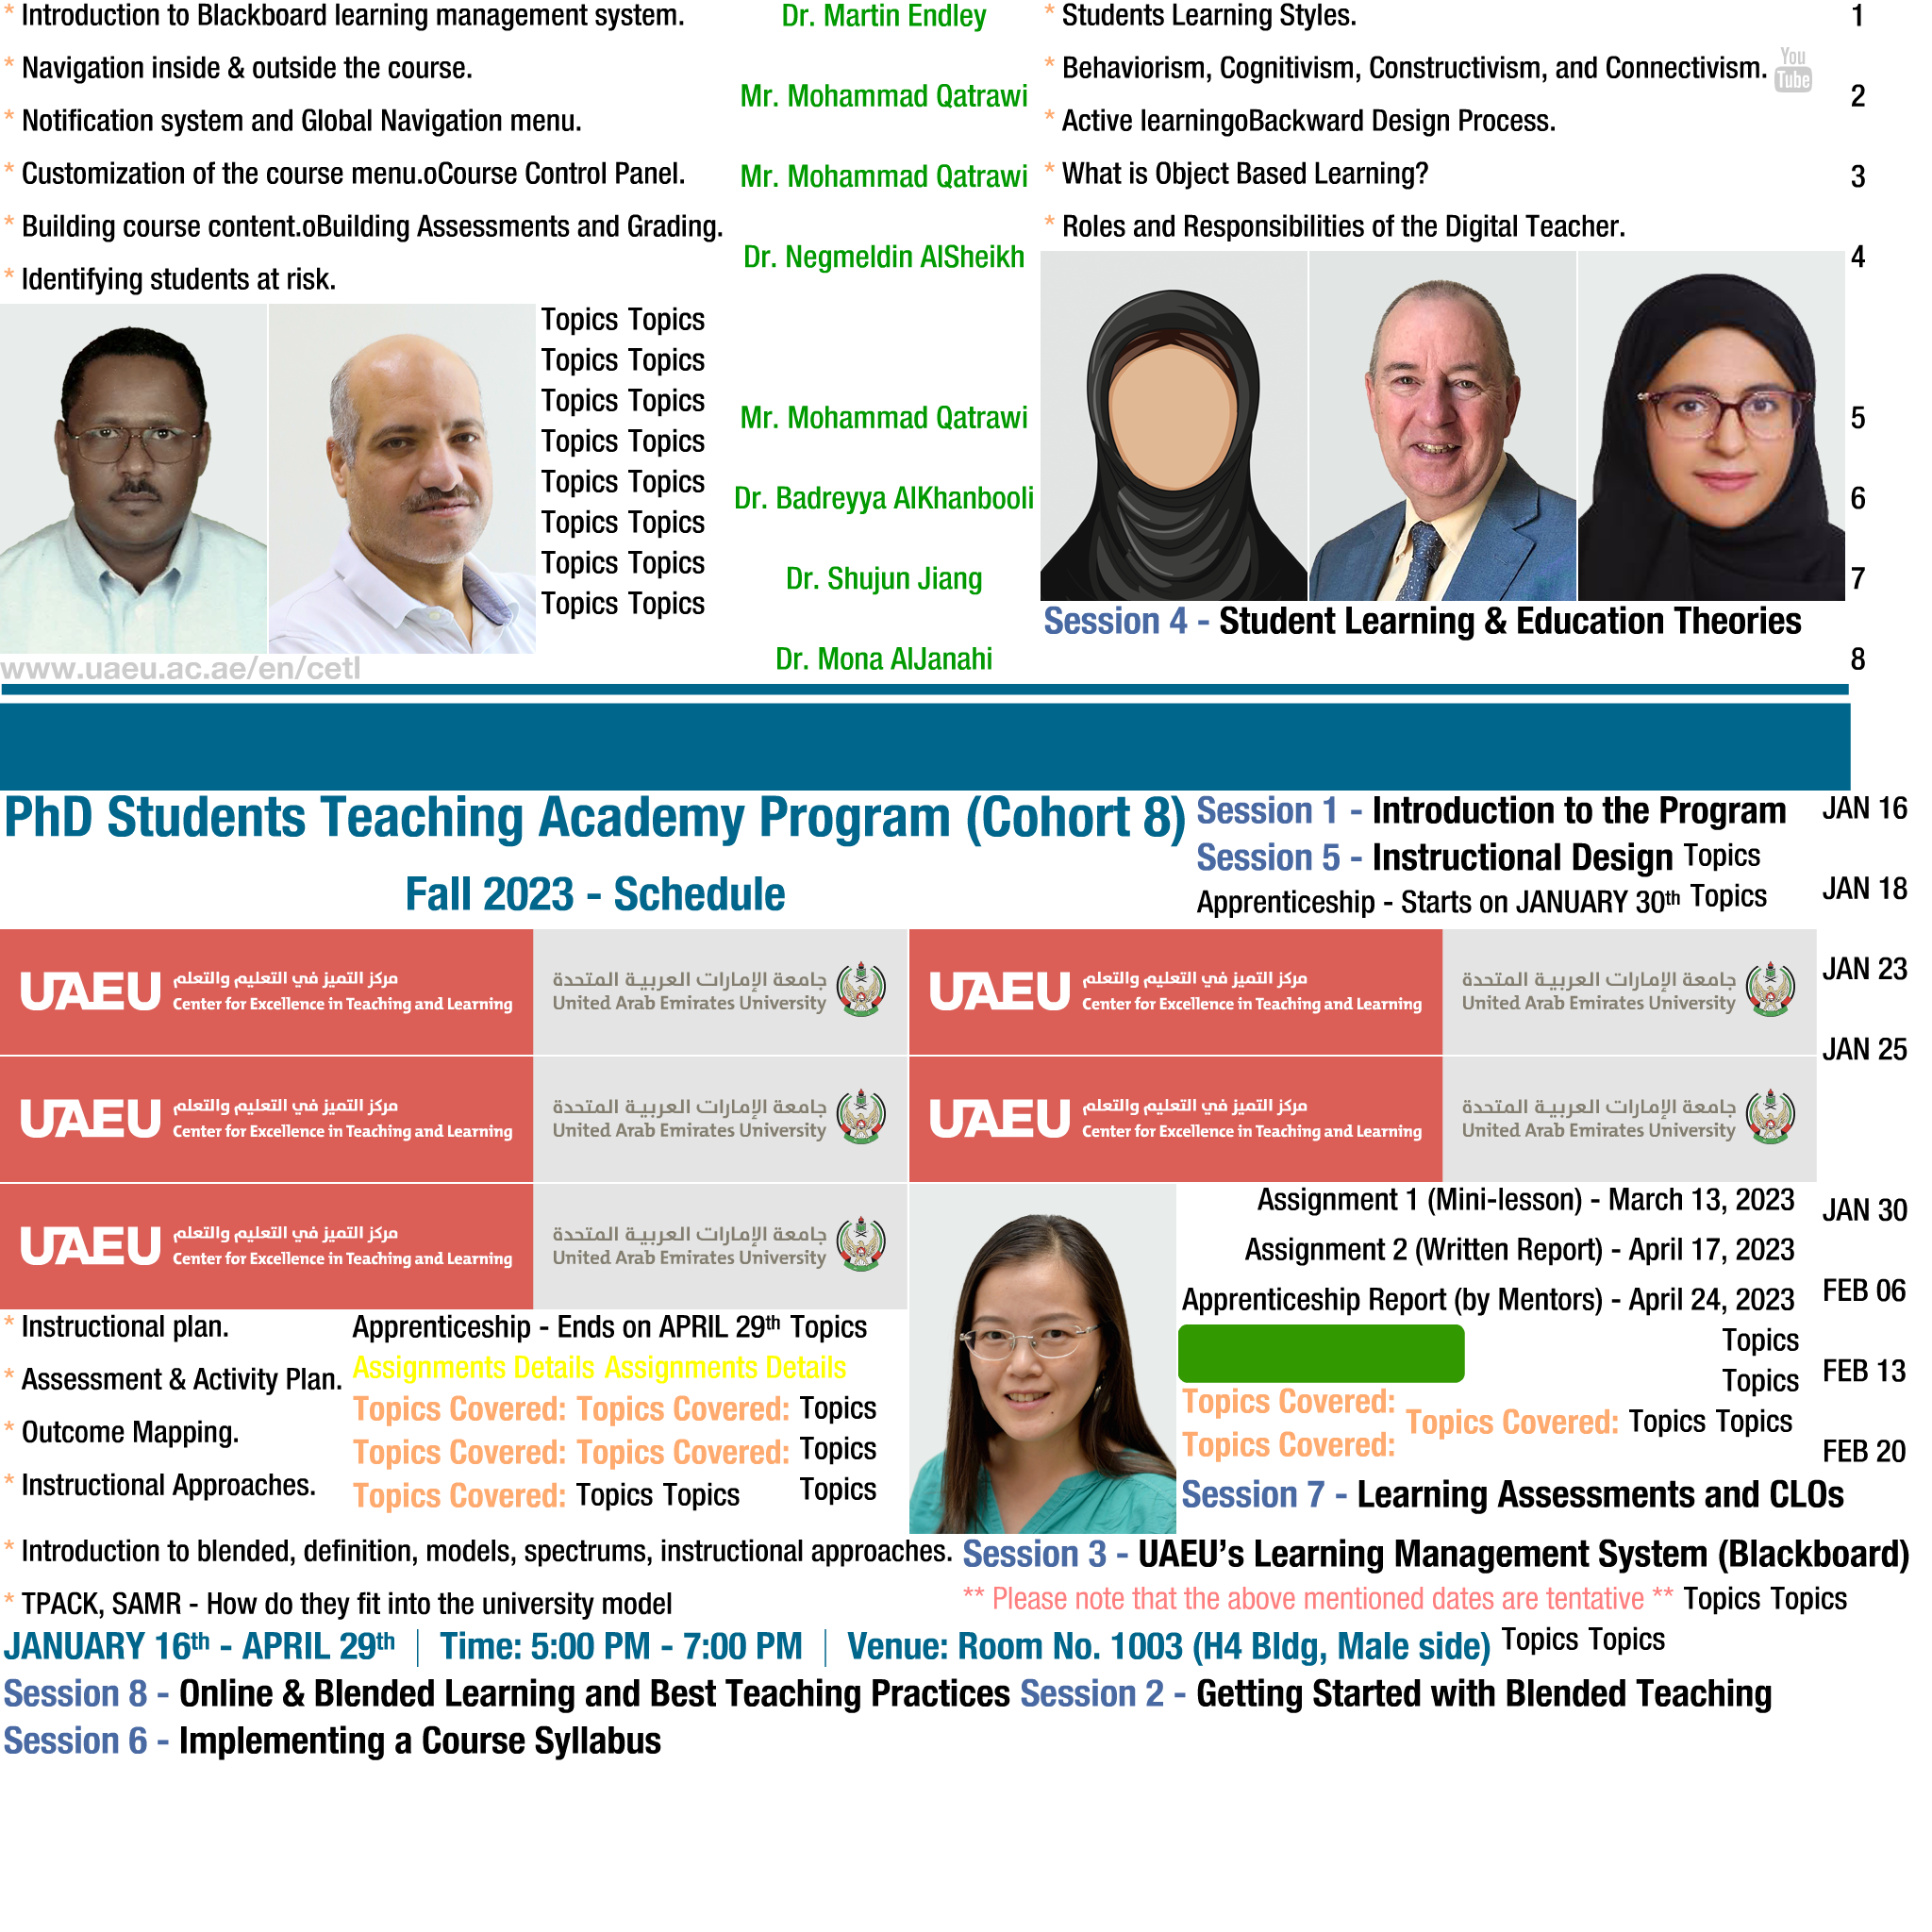 * Introduction to Blackboard learning management system.
* Navigation inside & outside the course.
* Notification system and Global Navigation menu.
* Customization of the course menu.oCourse Control Panel.
* Building course content.oBuilding Assessments and Grading.
* Identifying students at risk.
Dr. Martin Endley
Mr. Mohammad Qatrawi
Mr. Mohammad Qatrawi
Dr. Negmeldin AlSheikh
Mr. Mohammad Qatrawi
Dr. Badreyya AlKhanbooli
Dr. Shujun Jiang
Dr. Mona AlJanahi
* Students Learning Styles.
* Behaviorism, Cognitivism, Constructivism, and Connectivism.
You
Tube
* Active learningoBackward Design Process.
* What is Object Based Learning?
* Roles and Responsibilities of the Digital Teacher.
1
2
3
4
5
6
7
8
Topics Topics
Topics Topics
Topics Topics
Topics Topics
Topics Topics
Topics Topics
Topics Topics
Topics Topics
Session 4 - Student Learning & Education Theories
www.uaeu.ac.ae/en/cetl
PhD Students Teaching Academy Program (Cohort 8)
Fall 2023 - Schedule
Session 1 - Introduction to the Program
Session 5 - Instructional Design Topics
Apprenticeship - Starts on JANUARY 30th Topics
JAN 16
JAN 18
JAN 23
JAN 25
JAN 30
FEB 06
FEB 13
FEB 20
UAEU مركز التميز في التعليم والتعلم
Center for Excellence in Teaching and Learning
جامعة الإمارات العربية المتحدة
United Arab Emirates University
UAEU مركز التميز في التعليم والتعلم
Center for Excellence in Teaching and Learning
جامعة الإمارات العربية المتحدة
United Arab Emirates University
UAEU مركز التميز في التعليم والتعلم
Center for Excellence in Teaching and Learning
جامعة الإمارات العربية المتحدة
United Arab Emirates University
UAEU مركز التميز في التعليم والتعلم
Center for Excellence in Teaching and Learning
جامعة الإمارات العربية المتحدة
United Arab Emirates University
UAEU مركز التميز في التعليم والتعلم
Center for Excellence in Teaching and Learning
جامعة الإمارات العربية المتحدة
United Arab Emirates University
Assignment 1 (Mini-lesson) - March 13, 2023
Assignment 2 (Written Report) - April 17, 2023
Apprenticeship Report (by Mentors) - April 24, 2023
Topics
Topics
Topics Covered:
Topics Covered:
Topics Covered: Topics Topics
Session 7 - Learning Assessments and CLOs
* Instructional plan.
* Assessment & Activity Plan.
* Outcome Mapping.
* Instructional Approaches.
Apprenticeship - Ends on APRIL 29th Topics
Assignments Details Assignments Details
Topics Covered: Topics Covered: Topics
Topics Covered: Topics Covered: Topics
Topics Covered: Topics Topics Topics
* Introduction to blended, definition, models, spectrums, instructional approaches.
* TPACK, SAMR - How do they fit into the university model
Session 3 - UAEU’s Learning Management System (Blackboard)
** Please note that the above mentioned dates are tentative ** Topics Topics
JANUARY 16th - APRIL 29th | Time: 5:00 PM - 7:00 PM | Venue: Room No. 1003 (H4 Bldg, Male side) Topics Topics
Session 8 - Online & Blended Learning and Best Teaching Practices Session 2 - Getting Started with Blended Teaching
Session 6 - Implementing a Course Syllabus